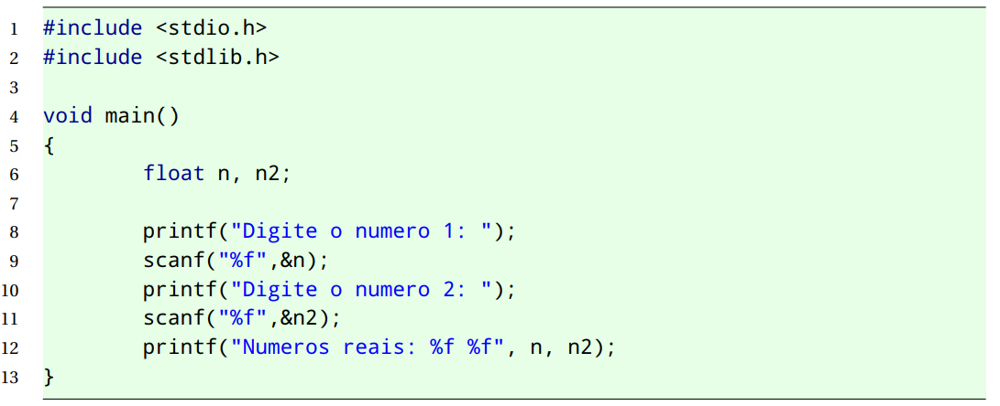 1 #include <stdio.h>
2 #include <stdlib.h>
3
4 void main()
5 {
6 float n, n2;
7
8 printf("Digite o numero 1: ");
9 scanf("%f",&n);
10 printf("Digite o numero 2: ");
11 scanf("%f",&n2);
12 printf("Numeros reais: %f %f", n, n2);
13 }